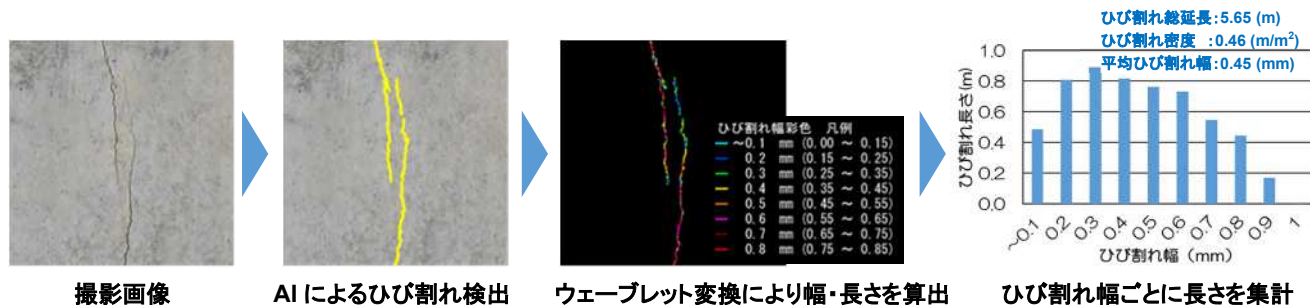 ひび割れ総延長:5.65 (m)
ひび割れ密度 :0.46 (m/m²)
平均ひび割れ幅:0.45 (mm)
ひび割れ幅彩色 凡例
～0.1 mm (0.00 ～ 0.15)
0.2 mm (0.15 ～ 0.25)
0.3 mm (0.25 ～ 0.35)
0.4 mm (0.35 ～ 0.45)
0.5 mm (0.45 ～ 0.55)
0.6 mm (0.55 ～ 0.65)
0.7 mm (0.65 ～ 0.75)
0.8 mm (0.75 ～ 0.85)
ひび割れ長さ(m)
1.0
0.8
0.6
0.4
0.2
0.0
～0.1 0.2 0.3 0.4 0.5 0.6 0.7 0.8 0.9 1
ひび割れ幅（mm）
撮影画像
AI によるひび割れ検出
ウェーブレット変換により幅・長さを算出
ひび割れ幅ごとに長さを集計